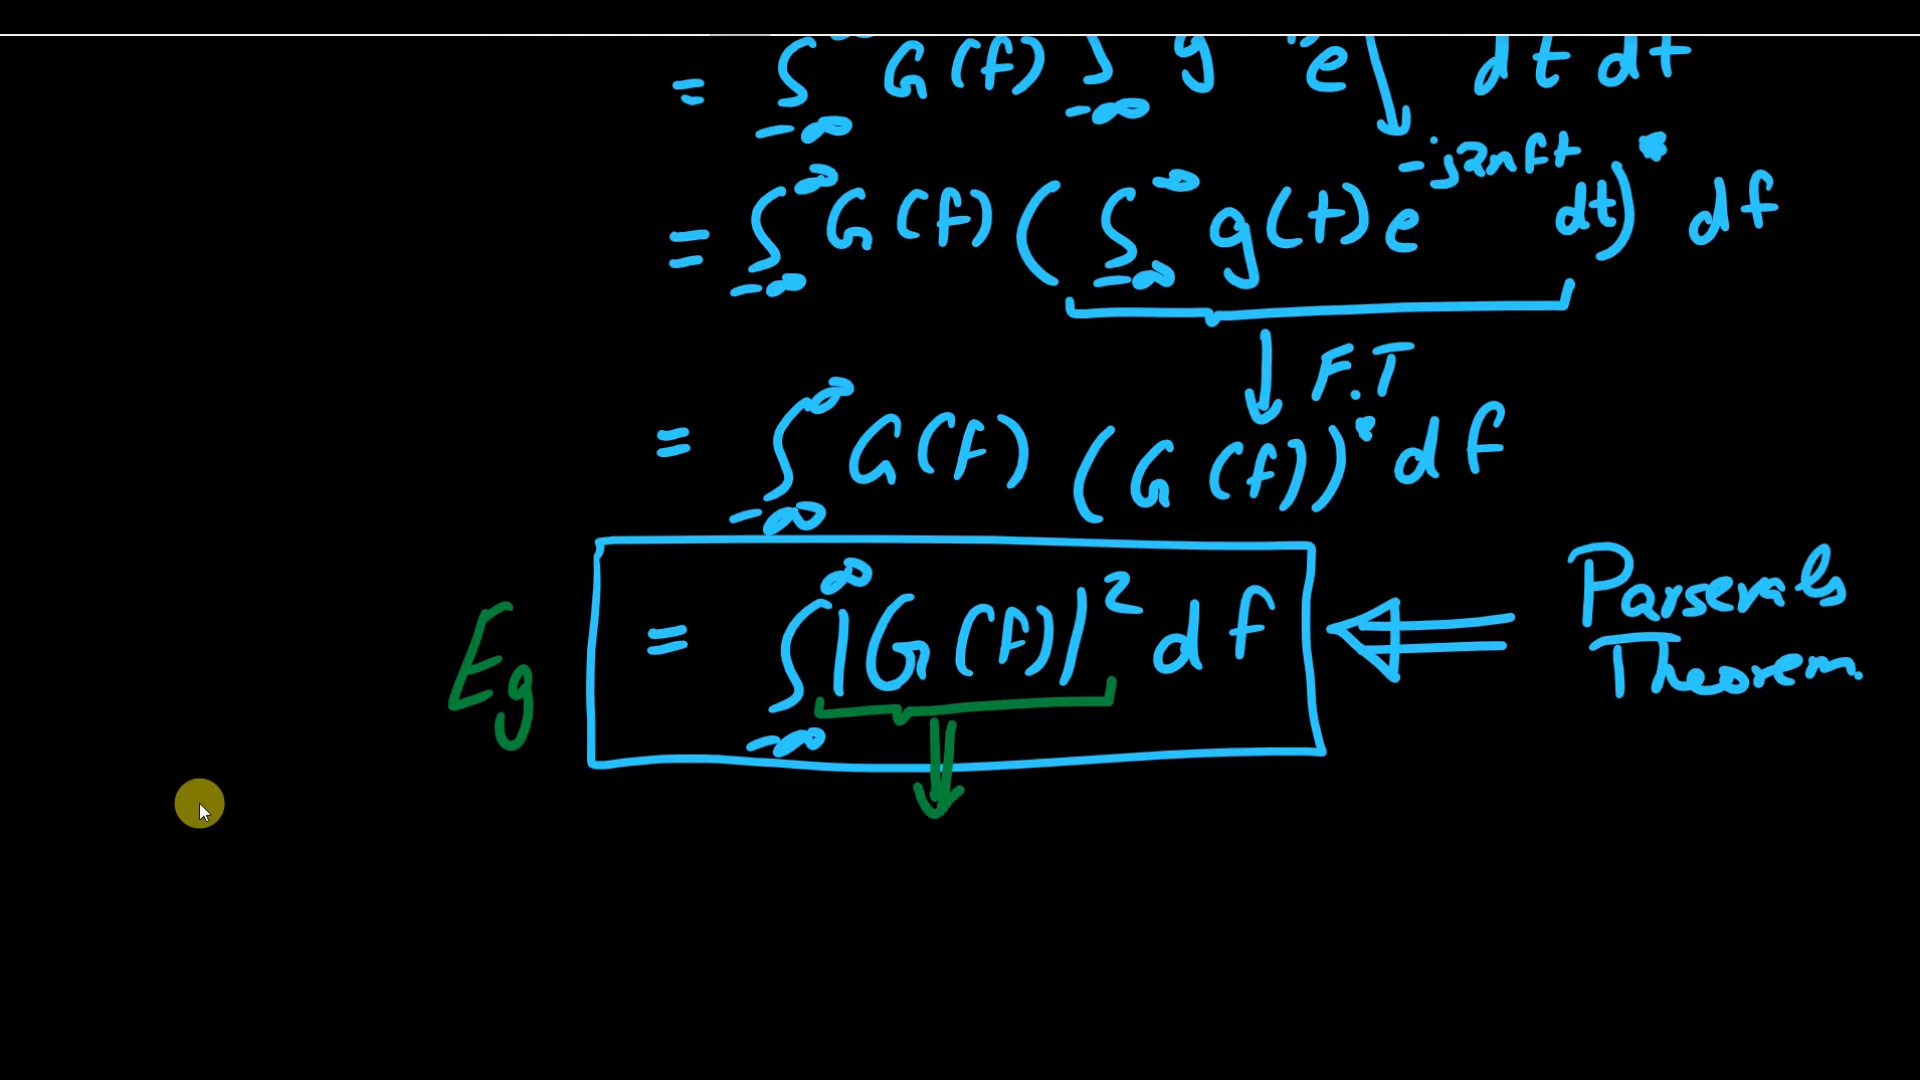 = ∫_{-∞}^{∞} G(f) ∫_{-∞} g e dt df
= ∫_{-∞}^{∞} G(f) ( ∫_{-∞}^{∞} g(t) e^{-j2πft} dt )^* df
F.T
= ∫_{-∞}^{∞} G(f) (G(f))^* df
Eg = ∫_{-∞}^{∞} |G(f)|^2 df
Parsevals
Theorem.